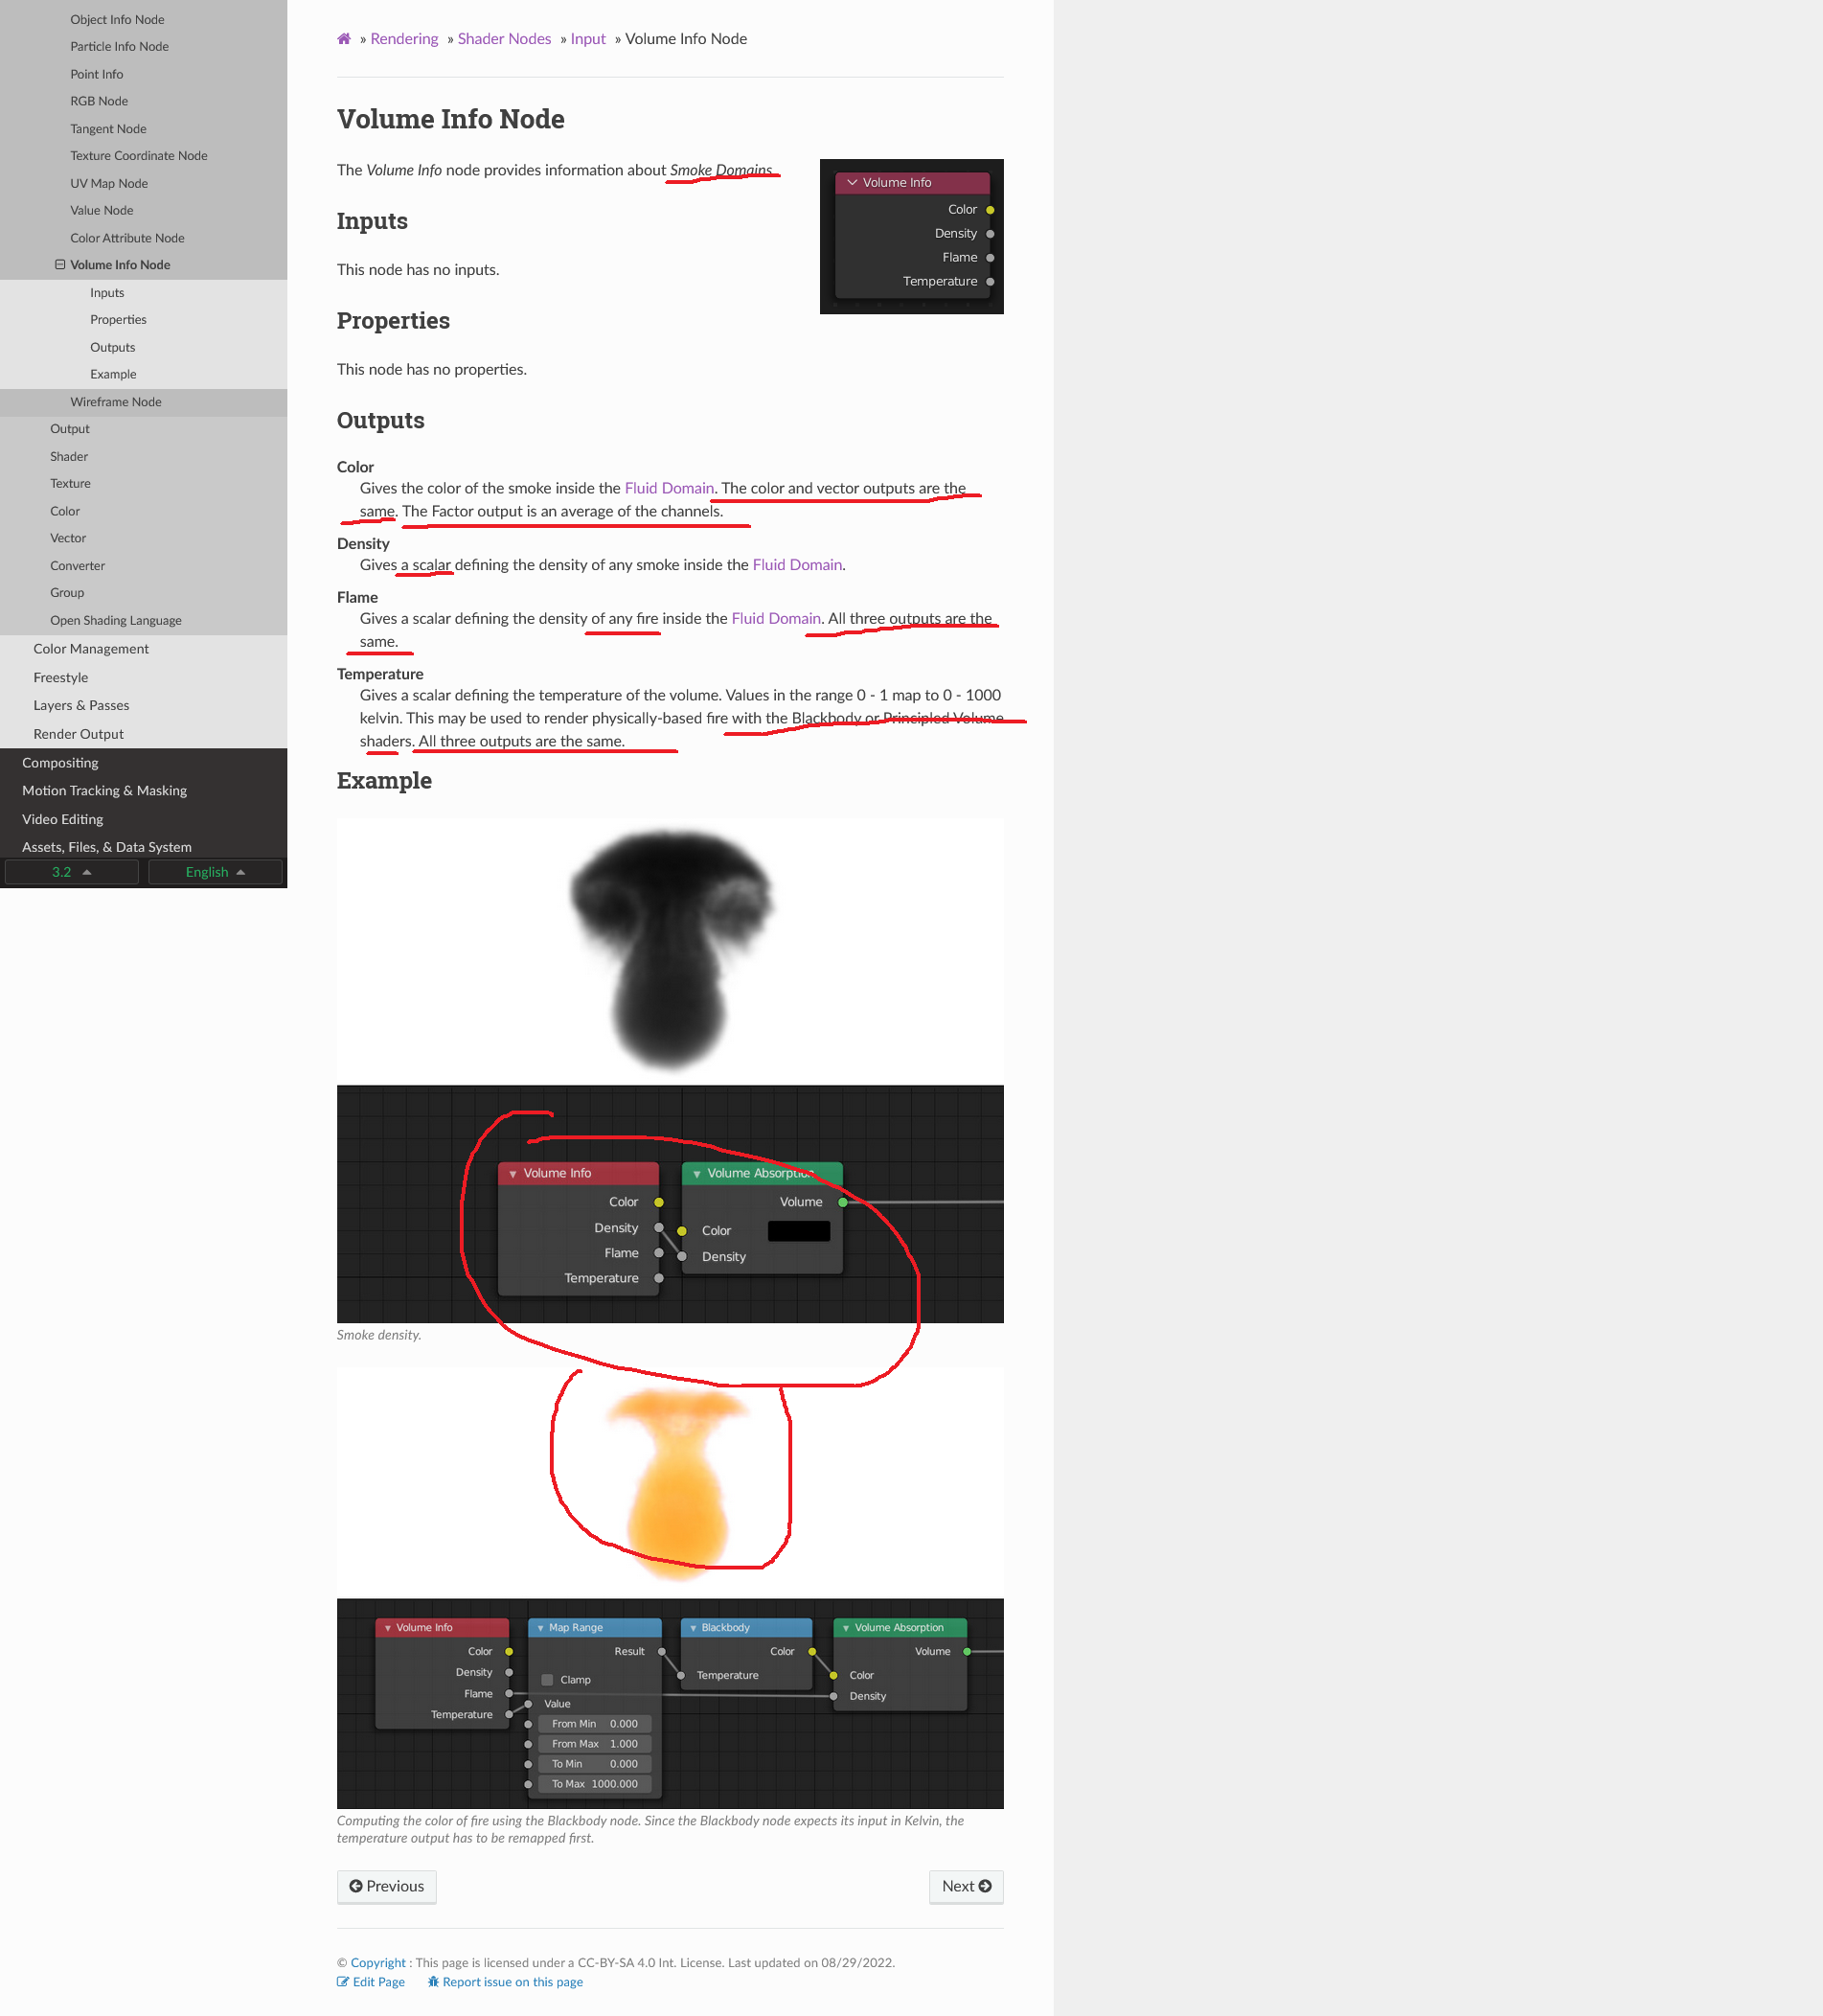 Object Info Node
Particle Info Node
Point Info
RGB Node
Tangent Node
Texture Coordinate Node
UV Map Node
Value Node
Color Attribute Node
Volume Info Node
Inputs
Properties
Outputs
Example
Wireframe Node
Output
Shader
Texture
Color
Vector
Converter
Group
Open Shading Language
Color Management
Freestyle
Layers & Passes
Render Output
Compositing
Motion Tracking & Masking
Video Editing
Assets, Files, & Data System
3.2
English
» Rendering » Shader Nodes » Input » Volume Info Node
Volume Info Node
The Volume Info node provides information about Smoke Domains.
Volume Info
Color
Density
Flame
Temperature
Inputs
This node has no inputs.
Properties
This node has no properties.
Outputs
Color
Gives the color of the smoke inside the Fluid Domain. The color and vector outputs are the
same. The Factor output is an average of the channels.
Density
Gives a scalar defining the density of any smoke inside the Fluid Domain.
Flame
Gives a scalar defining the density of any fire inside the Fluid Domain. All three outputs are the
same.
Temperature
Gives a scalar defining the temperature of the volume. Values in the range 0 - 1 map to 0 - 1000
kelvin. This may be used to render physically-based fire with the Blackbody or Principled Volume
shaders. All three outputs are the same.
Example
Volume Info
Color
Density
Flame
Temperature
Volume Absorption
Volume
Color
Density
Smoke density.
Volume Info
Color
Density
Flame
Temperature
Map Range
Result
Clamp
Value
From Min 0.000
From Max 1.000
To Min 0.000
To Max 1000.000
Blackbody
Color
Temperature
Volume Absorption
Volume
Color
Density
Computing the color of fire using the Blackbody node. Since the Blackbody node expects its input in Kelvin, the
temperature output has to be remapped first.
Previous
Next
© Copyright : This page is licensed under a CC-BY-SA 4.0 Int. License. Last updated on 08/29/2022.
Edit Page Report issue on this page